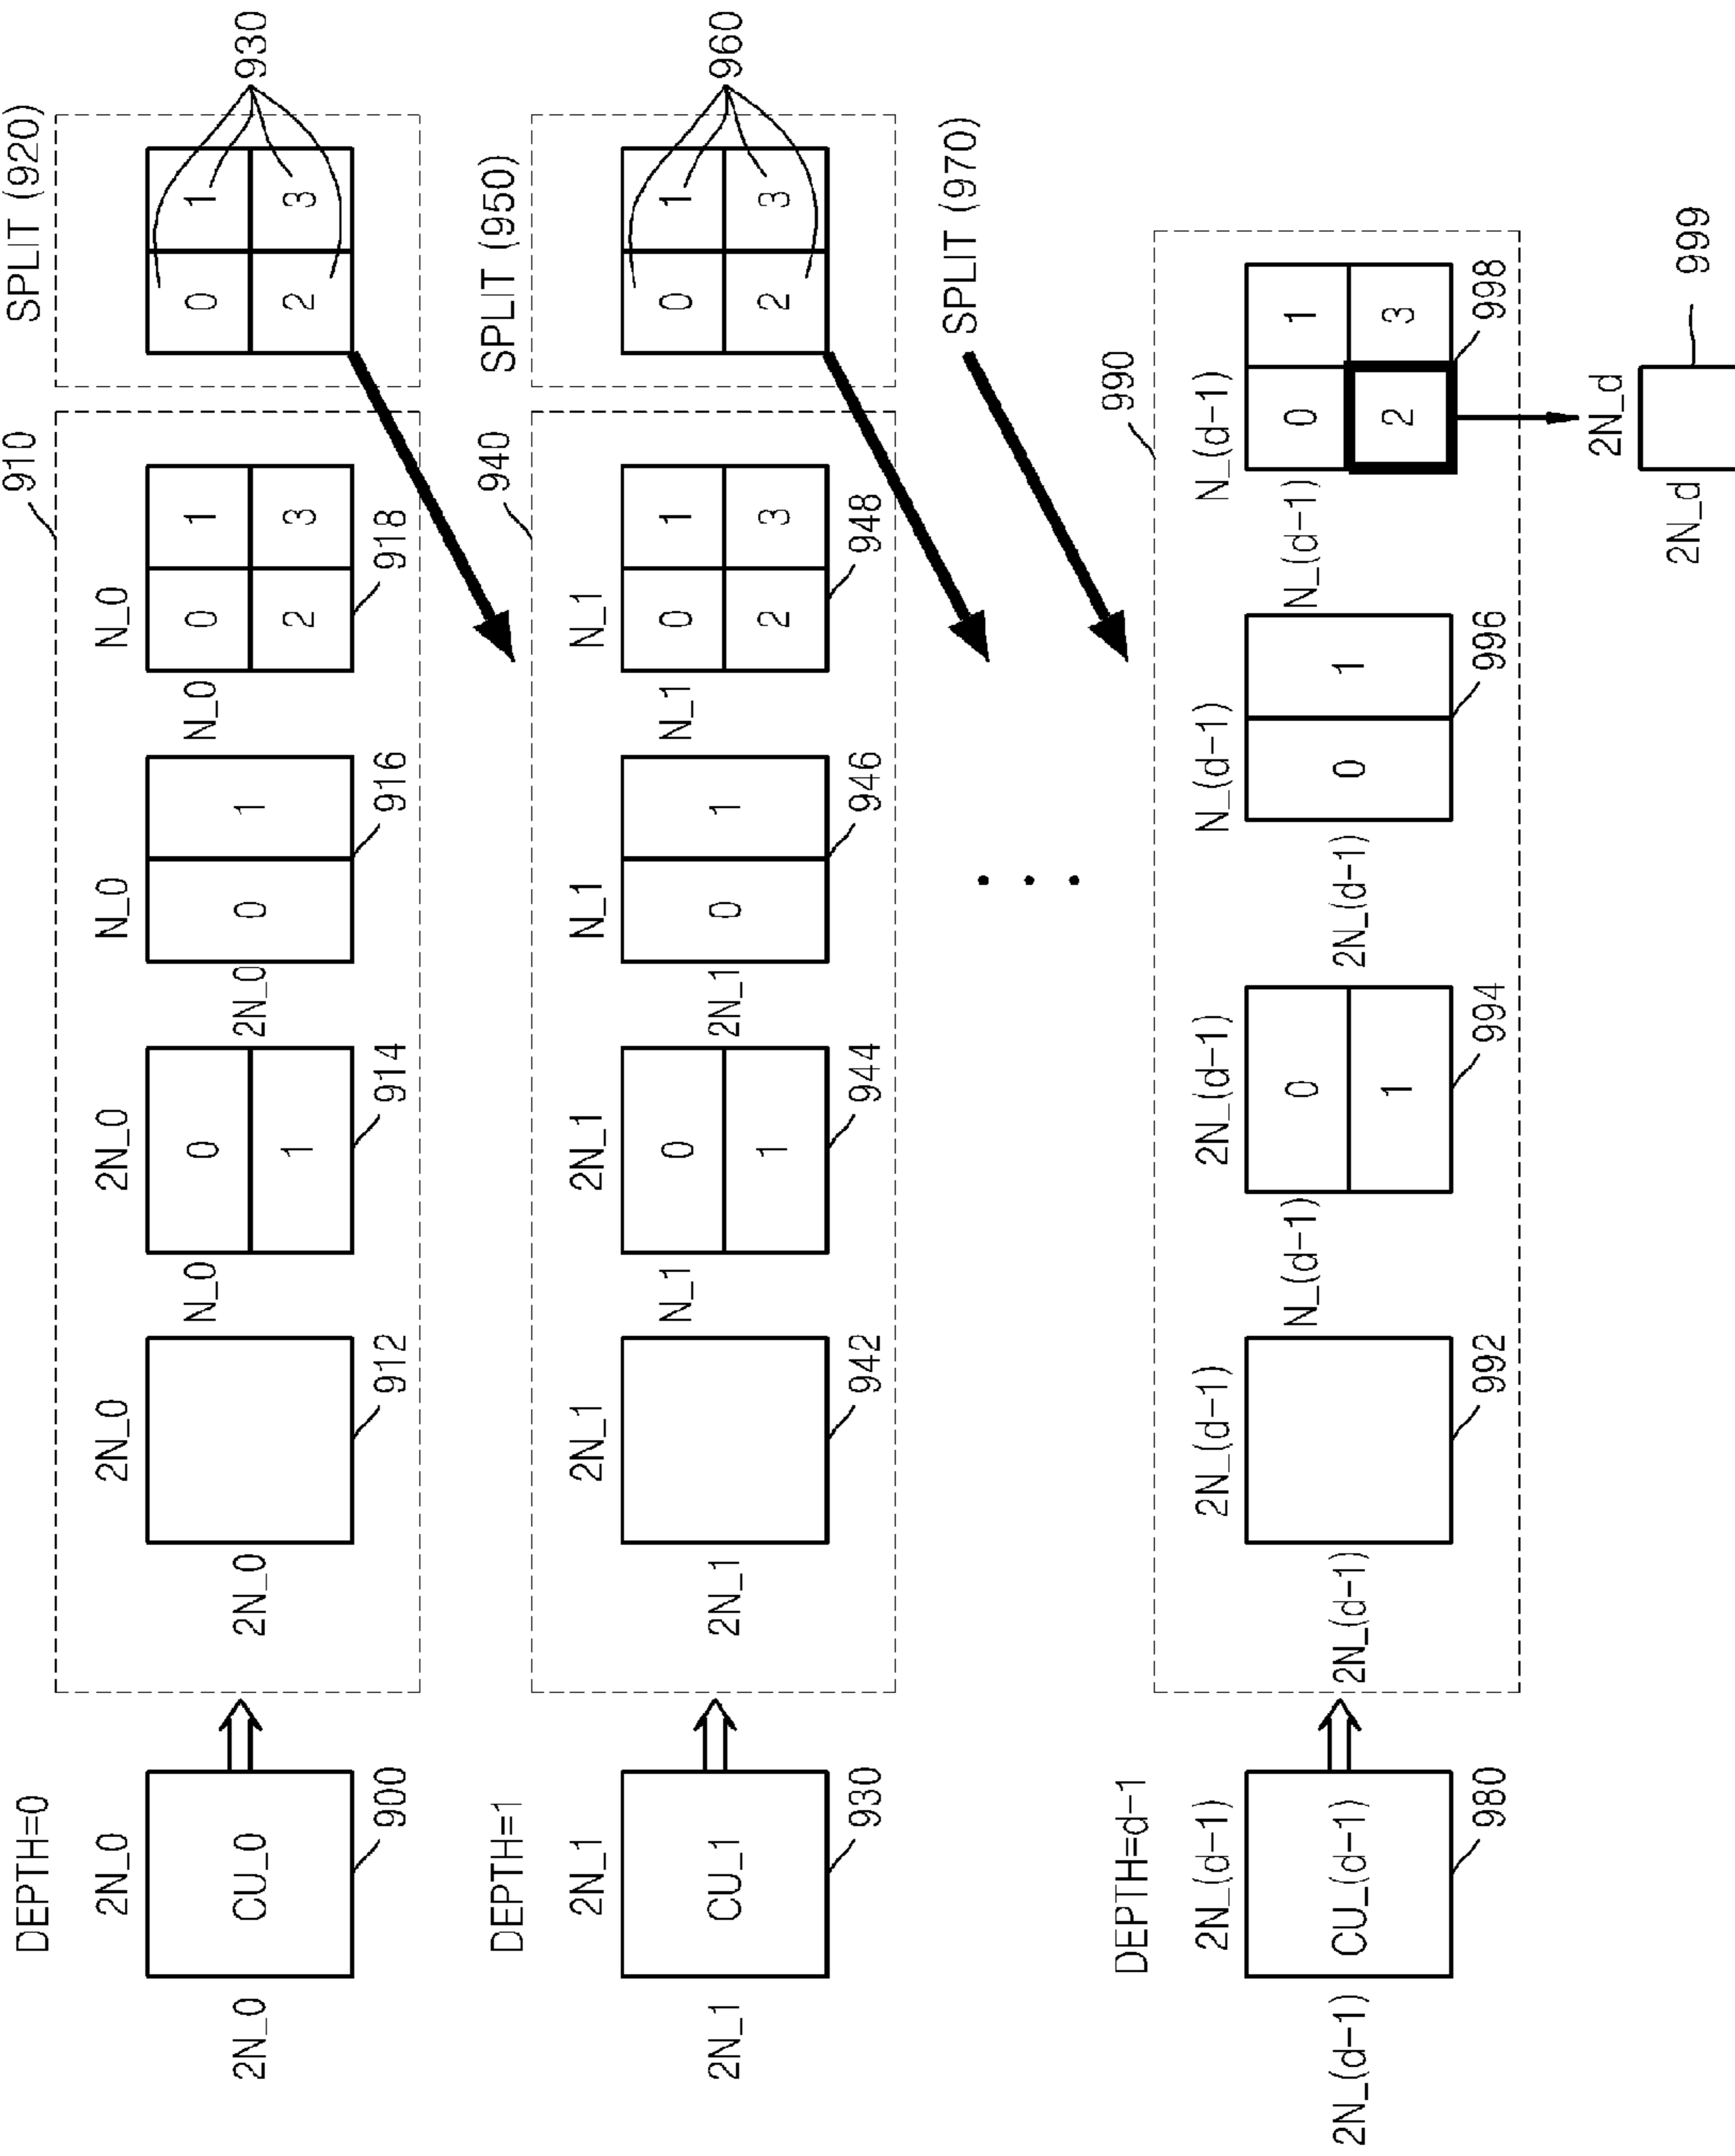 DEPTH=0
2N_0
2N_0
CU_0
900
910
2N_0
2N_0
912
2N_0
N_0
0
1
914
N_0
2N_0
0
1
916
N_0
N_0
0
1
2
3
918
SPLIT (920)
0
1
2
3
930
DEPTH=1
2N_1
2N_1
CU_1
930
940
2N_1
2N_1
942
2N_1
N_1
0
1
944
N_1
2N_1
0
1
946
N_1
N_1
0
1
2
3
948
SPLIT (950)
0
1
2
3
960
SPLIT (970)
DEPTH=d-1
2N_(d-1)
2N_(d-1)
CU_(d-1)
980
990
2N_(d-1)
2N_(d-1)
992
2N_(d-1)
N_(d-1)
0
1
994
N_(d-1)
2N_(d-1)
0
1
996
N_(d-1)
N_(d-1)
0
1
2
3
998
2N_d
2N_d
999